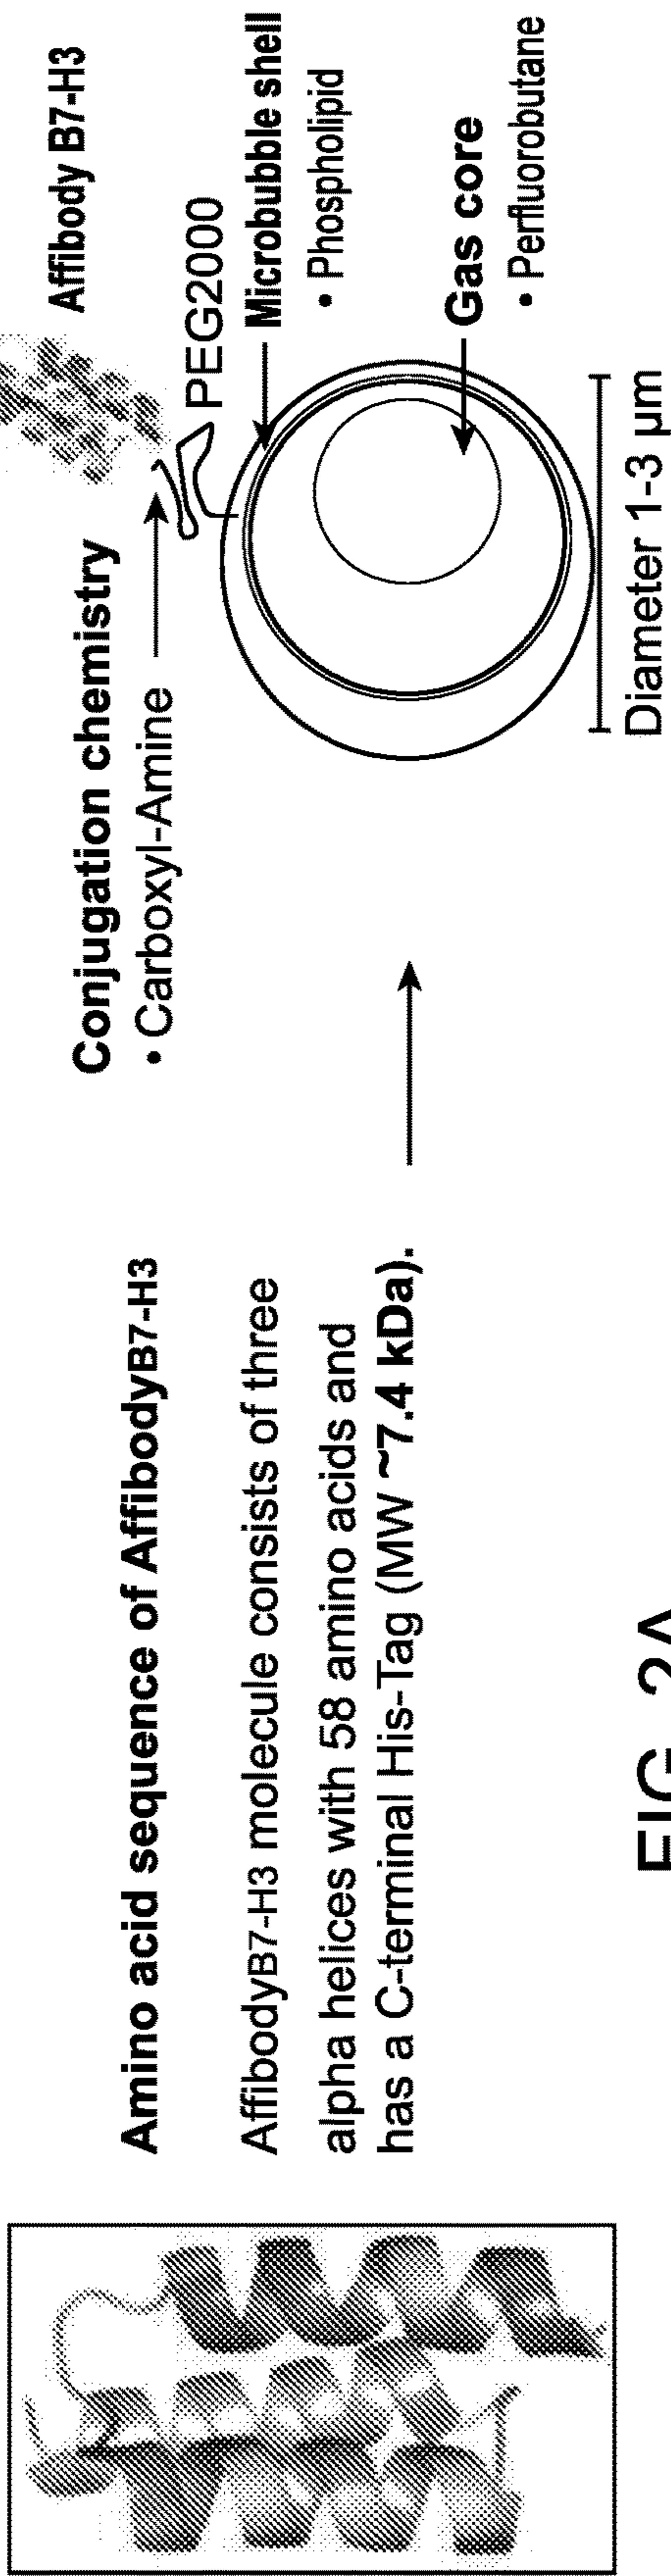 Amino acid sequence of AffibodyB7-H3
AffibodyB7-H3 molecule consists of three
alpha helices with 58 amino acids and
has a C-terminal His-Tag (MW ~7.4 kDa).
Conjugation chemistry
• Carboxyl-Amine
Affibody B7-H3
PEG2000
Microbubble shell
• Phospholipid
Gas core
• Perfluorobutane
Diameter 1-3 μm
FIG. 2A